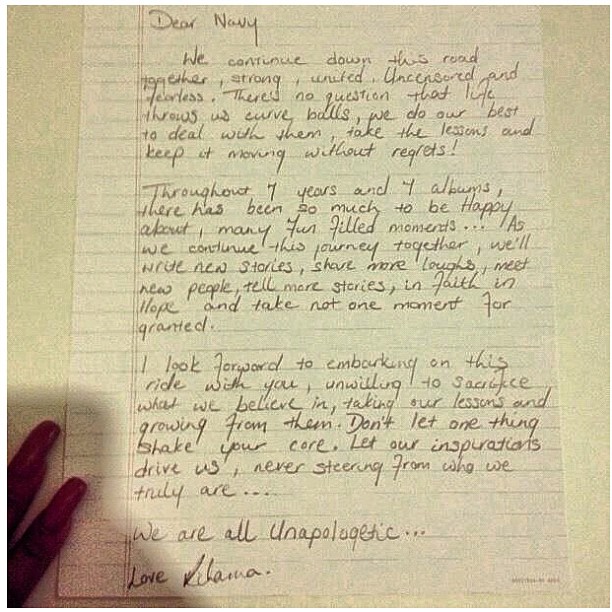 Dear Navy
We continue down this road
together, strong, united. Uncensored and
fearless. There's no question that life
throws us curve balls, we do our best
to deal with them, take the lessons and
keep it moving without regrets!
Throughout 7 years and 7 albums,
there has been so much to be Happy
about, many fun filled moments... As
we continue this journey together, we'll
write new stories, share more laughs, meet
new people, tell more stories, in faith in
Hope and take not one moment for
granted.
I look forward to embarking on this
ride with you, unwilling to sacrifice
what we believe in, taking our lessons and
growing from them. Don't let one thing
shake your core. Let our inspirations
drive us, never steering from who we
truly are....
We are all Unapologetic...
Love